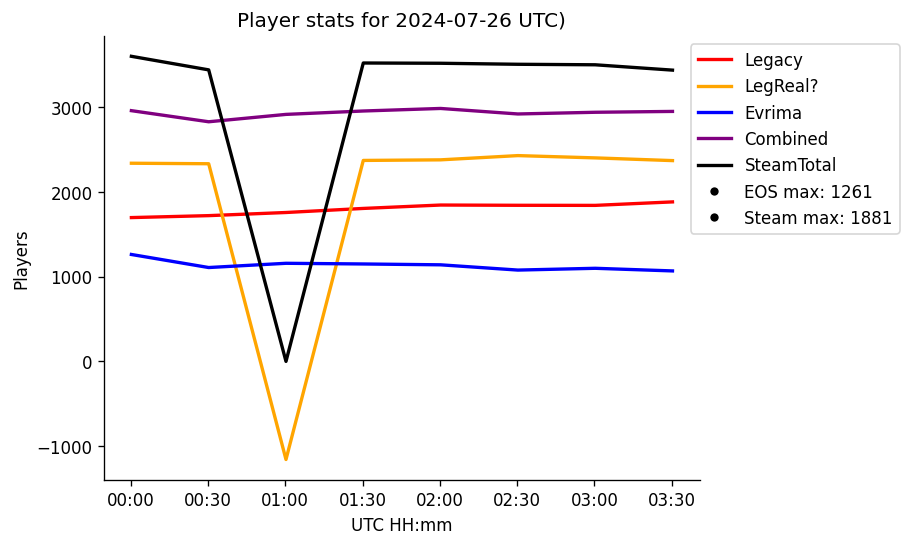 Player stats for 2024-07-26 UTC)
Legacy
LegReal?
Evrima
Combined
SteamTotal
EOS max: 1261
Steam max: 1881
Players
3000
2000
1000
0
−1000
00:00 00:30 01:00 01:30 02:00 02:30 03:00 03:30
UTC HH:mm